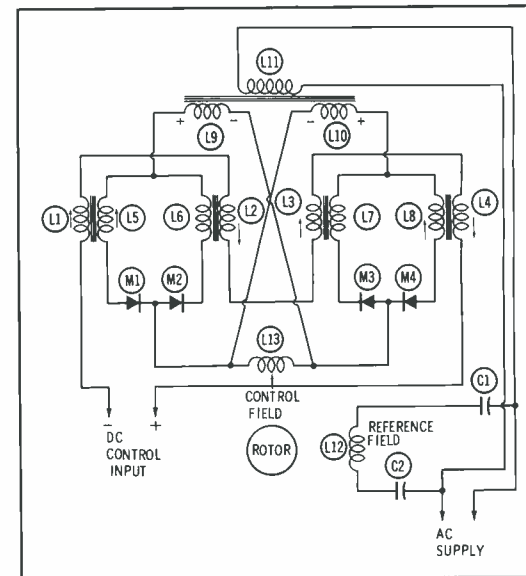 L11
+ - - +
L9 L10
L1 L5 L6 L2 L3 L7 L8 L4
M1 M2 M3 M4
L13
CONTROL
FIELD
- +
DC
CONTROL
INPUT
ROTOR
C1
REFERENCE
FIELD
L12
C2
AC
SUPPLY